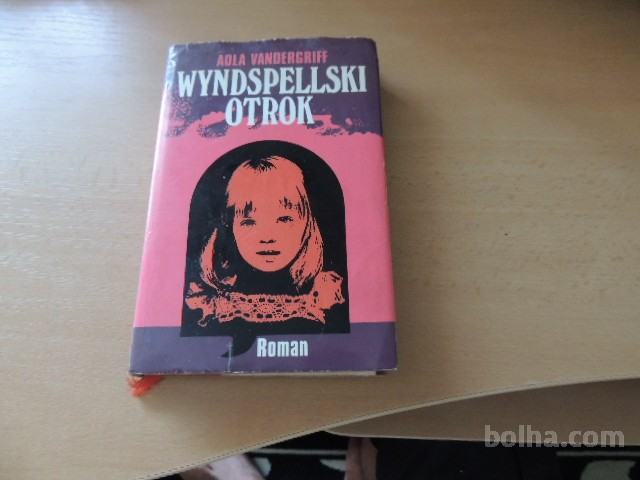 AOLA VANDERGRIFF
WYNDSPELLSKI
OTROK
Roman
bolha.com